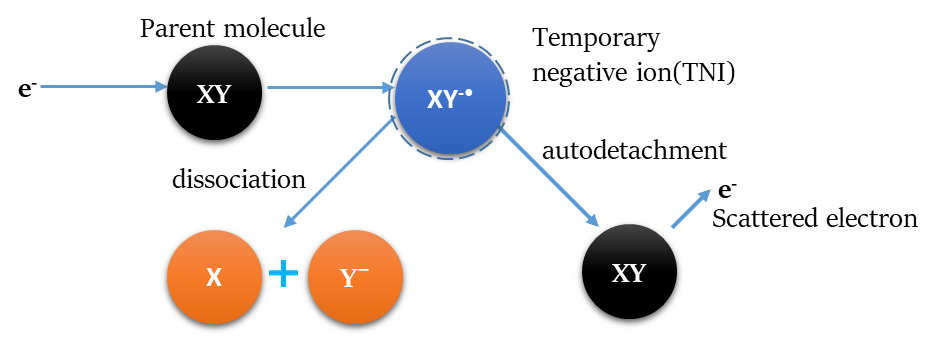 Parent molecule
e-
XY
XY-•
Temporary
negative ion(TNI)
dissociation
autodetachment
e-
Scattered electron
X
+
Y−
XY